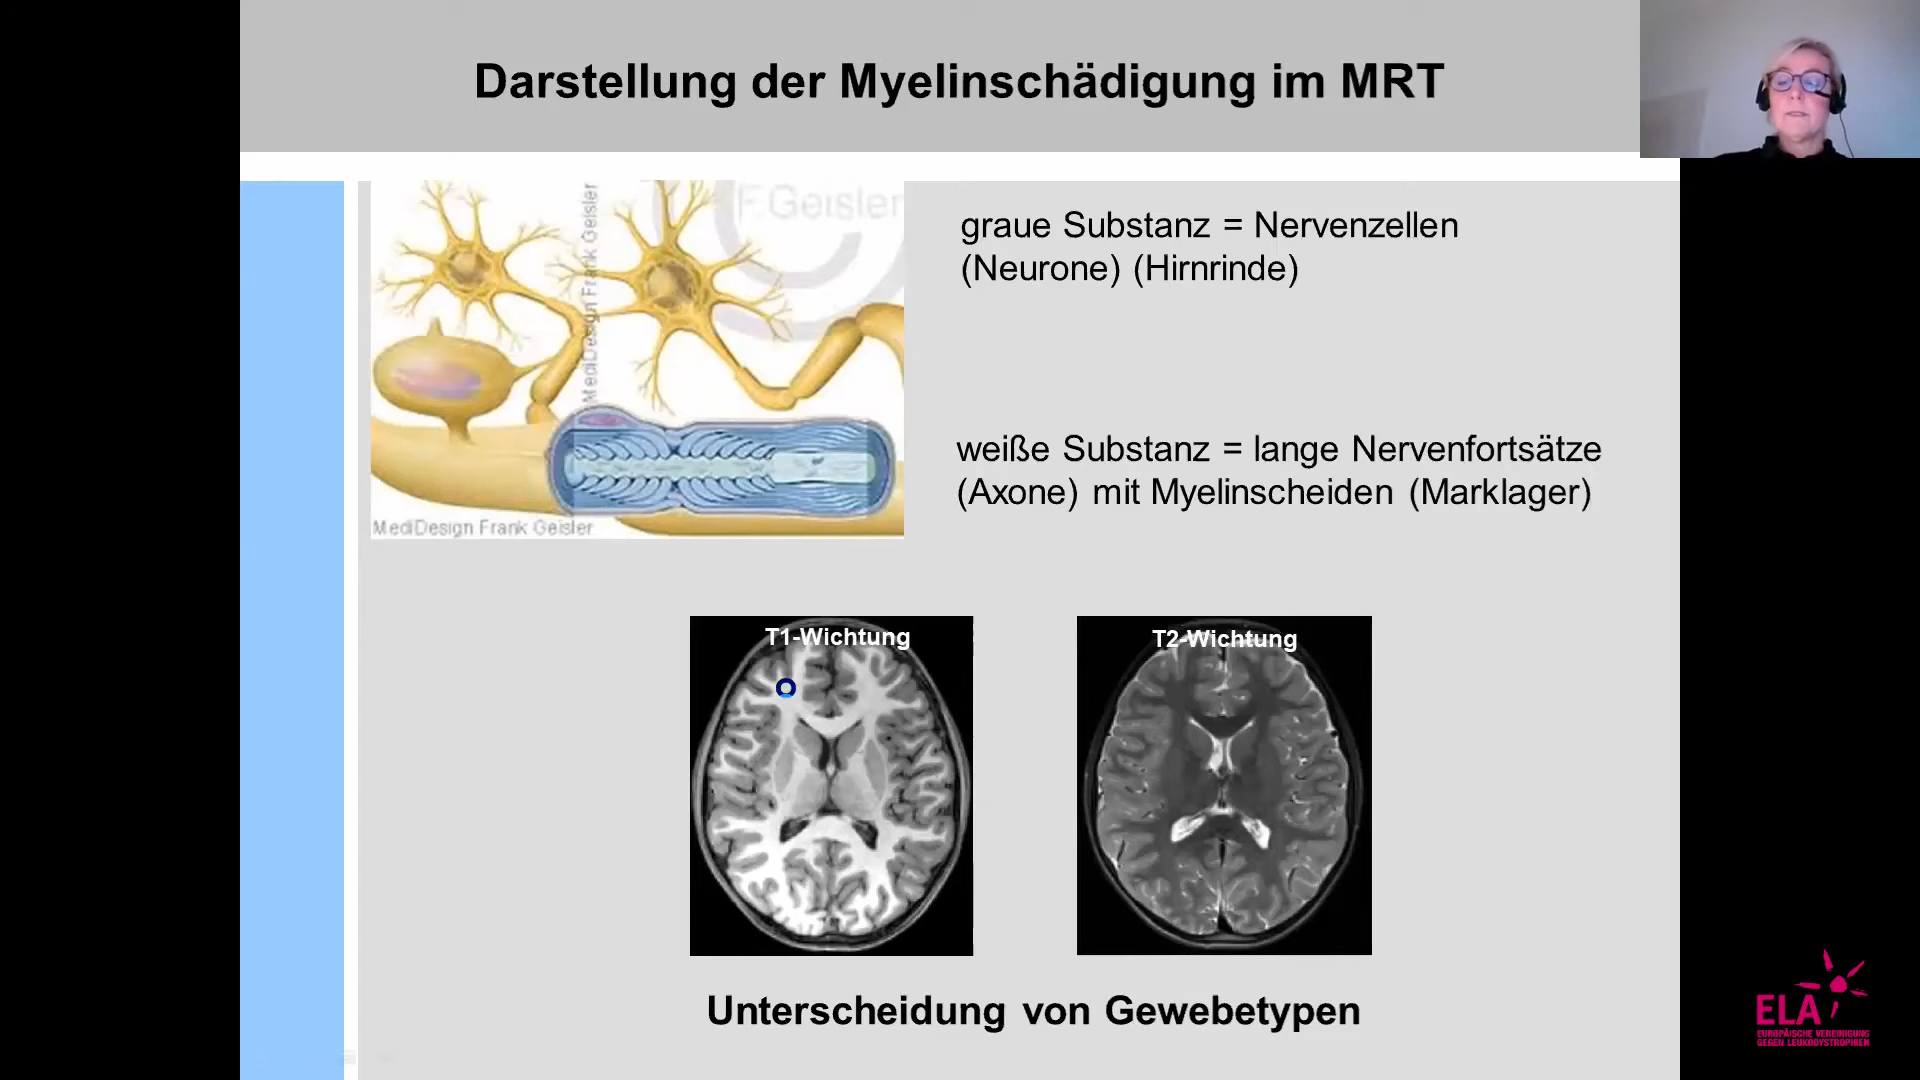 Darstellung der Myelinschädigung im MRT
F.Geisler
MediDesign Frank Geisler
graue Substanz = Nervenzellen
(Neurone) (Hirnrinde)
weiße Substanz = lange Nervenfortsätze
(Axone) mit Myelinscheiden (Marklager)
MediDesign Frank Geisler
T1-Wichtung
T2-Wichtung
Unterscheidung von Gewebetypen
ELA
EUROPÄISCHE VEREINIGUNG
GEGEN LEUKODYSTROPHIEN